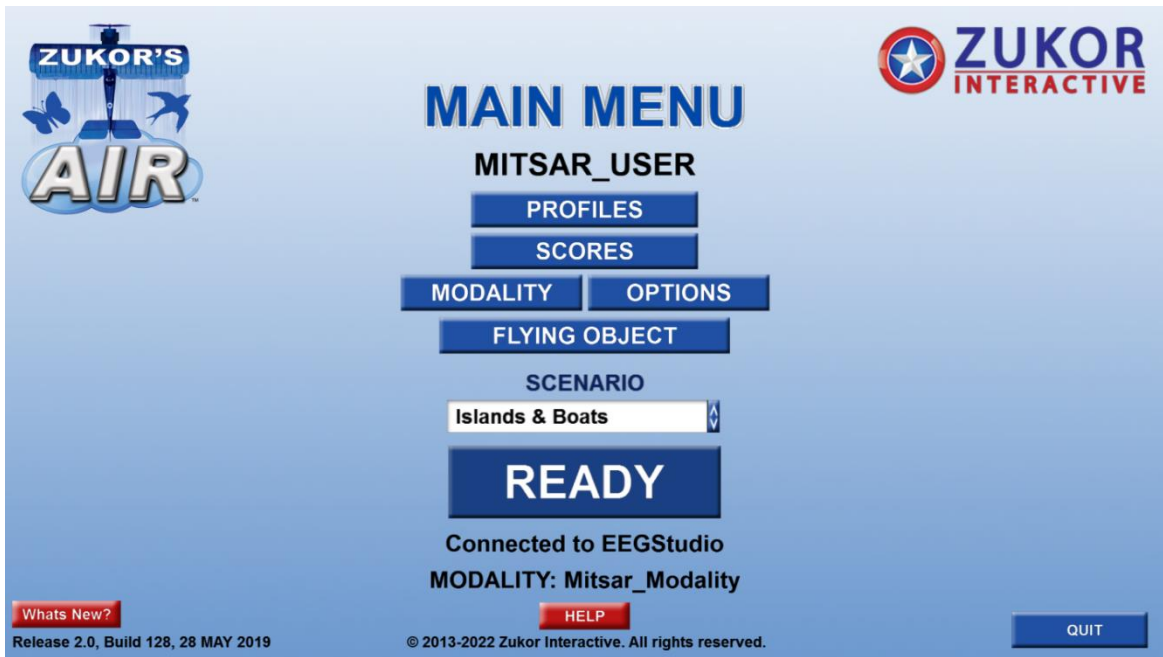 ZUKOR'S
AIR™
ZUKOR
INTERACTIVE
MAIN MENU
MITSAR_USER
PROFILES
SCORES
MODALITY OPTIONS
FLYING OBJECT
SCENARIO
Islands & Boats
READY
Connected to EEGStudio
MODALITY: Mitsar_Modality
Whats New?
HELP
QUIT
Release 2.0, Build 128, 28 MAY 2019
© 2013-2022 Zukor Interactive. All rights reserved.